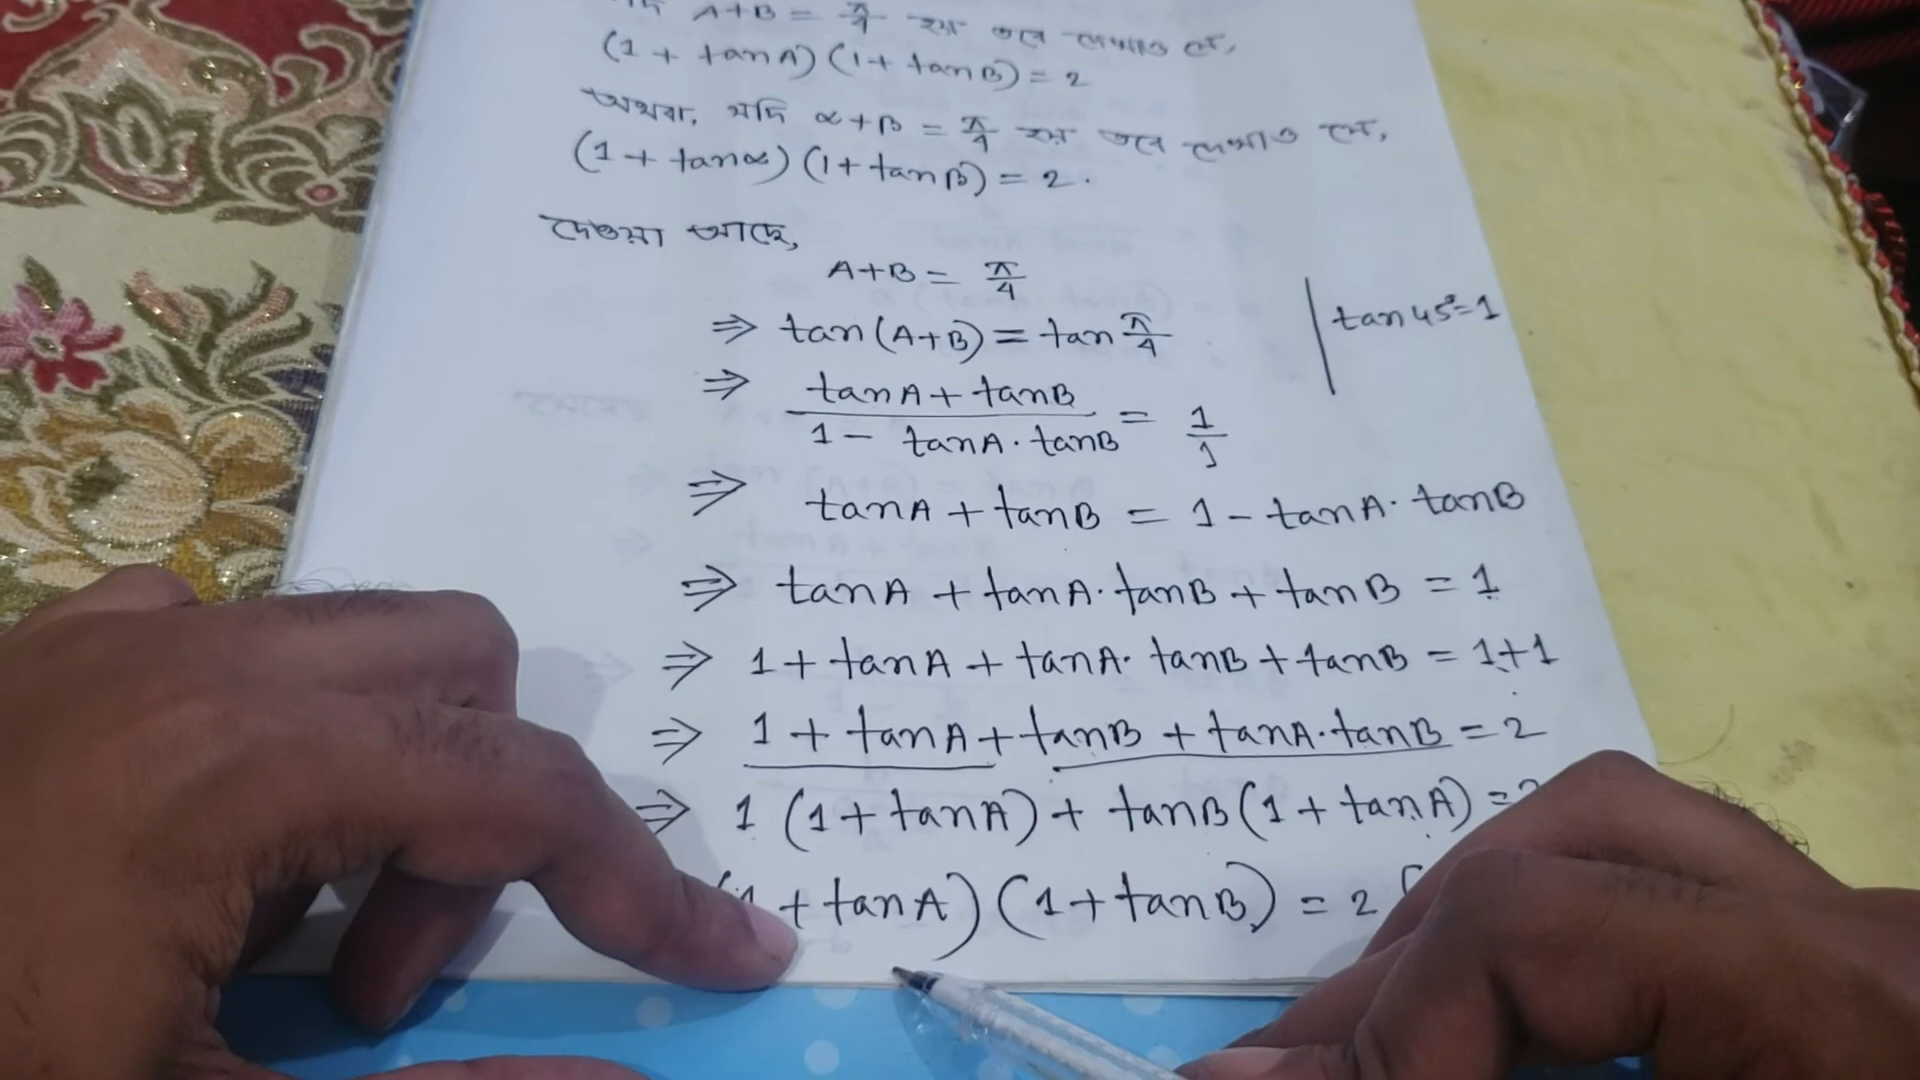 A+B = π/4 হয় তবে দেখাও যে,
(1 + tanA) (1 + tanB) = 2
অথবা, যদি α+β = π/4 হয় তবে দেখাও যে,
(1 + tanα) (1 + tanβ) = 2.
দেওয়া আছে,
A+B = π/4
⇒ tan(A+B) = tan π/4
tan45°=1
⇒ (tanA + tanB)/(1 - tanA·tanB) = 1/1
⇒ tanA + tanB = 1 - tanA·tanB
⇒ tanA + tanA·tanB + tanB = 1
⇒ 1 + tanA + tanA·tanB + tanB = 1+1
⇒ 1 + tanA + tanB + tanA·tanB = 2
⇒ 1 (1 + tanA) + tanB (1 + tanA) = 2
(1 + tanA) (1 + tanB) = 2